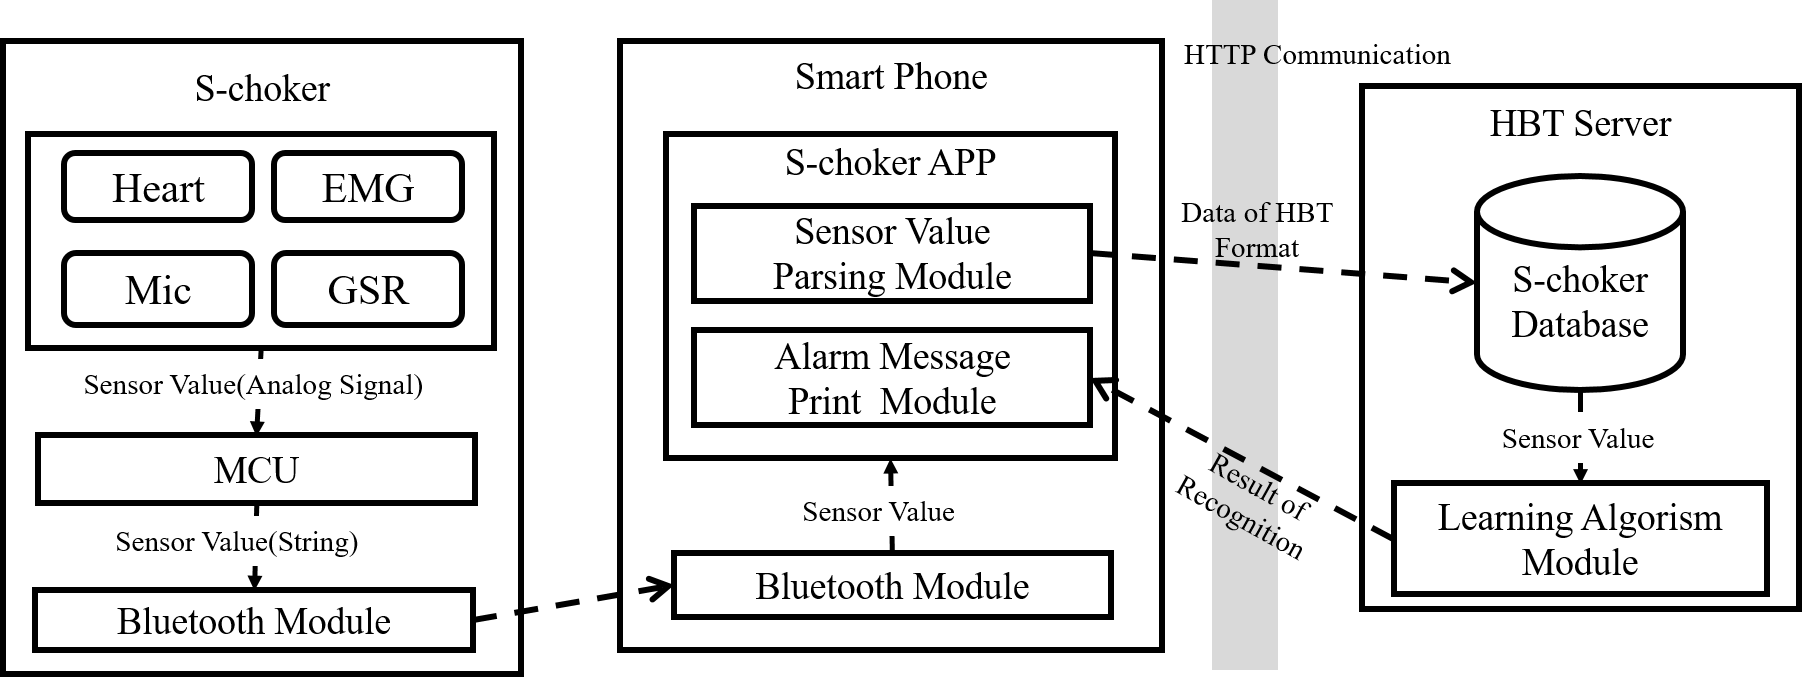 S-choker
Heart
EMG
Mic
GSR
Sensor Value(Analog Signal)
MCU
Sensor Value(String)
Bluetooth Module
Smart Phone
S-choker APP
Sensor Value
Parsing Module
Alarm Message
Print  Module
Sensor Value
Bluetooth Module
HTTP Communication
Data of HBT
Format
Result of
Recognition
HBT Server
S-choker
Database
Sensor Value
Learning Algorism
Module